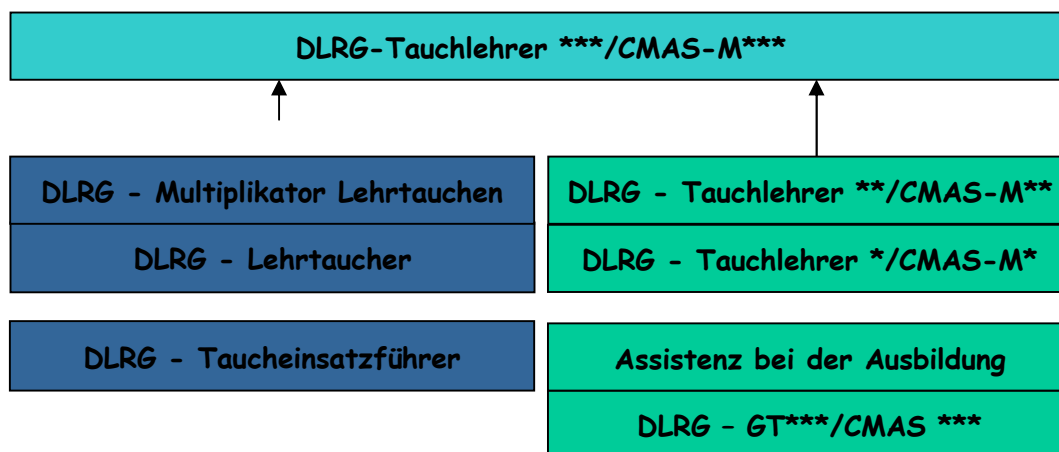 DLRG-Tauchlehrer ***/CMAS-M***
DLRG - Multiplikator Lehrtauchen
DLRG - Lehrtaucher
DLRG - Taucheinsatzführer
DLRG - Tauchlehrer **/CMAS-M**
DLRG - Tauchlehrer */CMAS-M*
Assistenz bei der Ausbildung
DLRG – GT***/CMAS ***